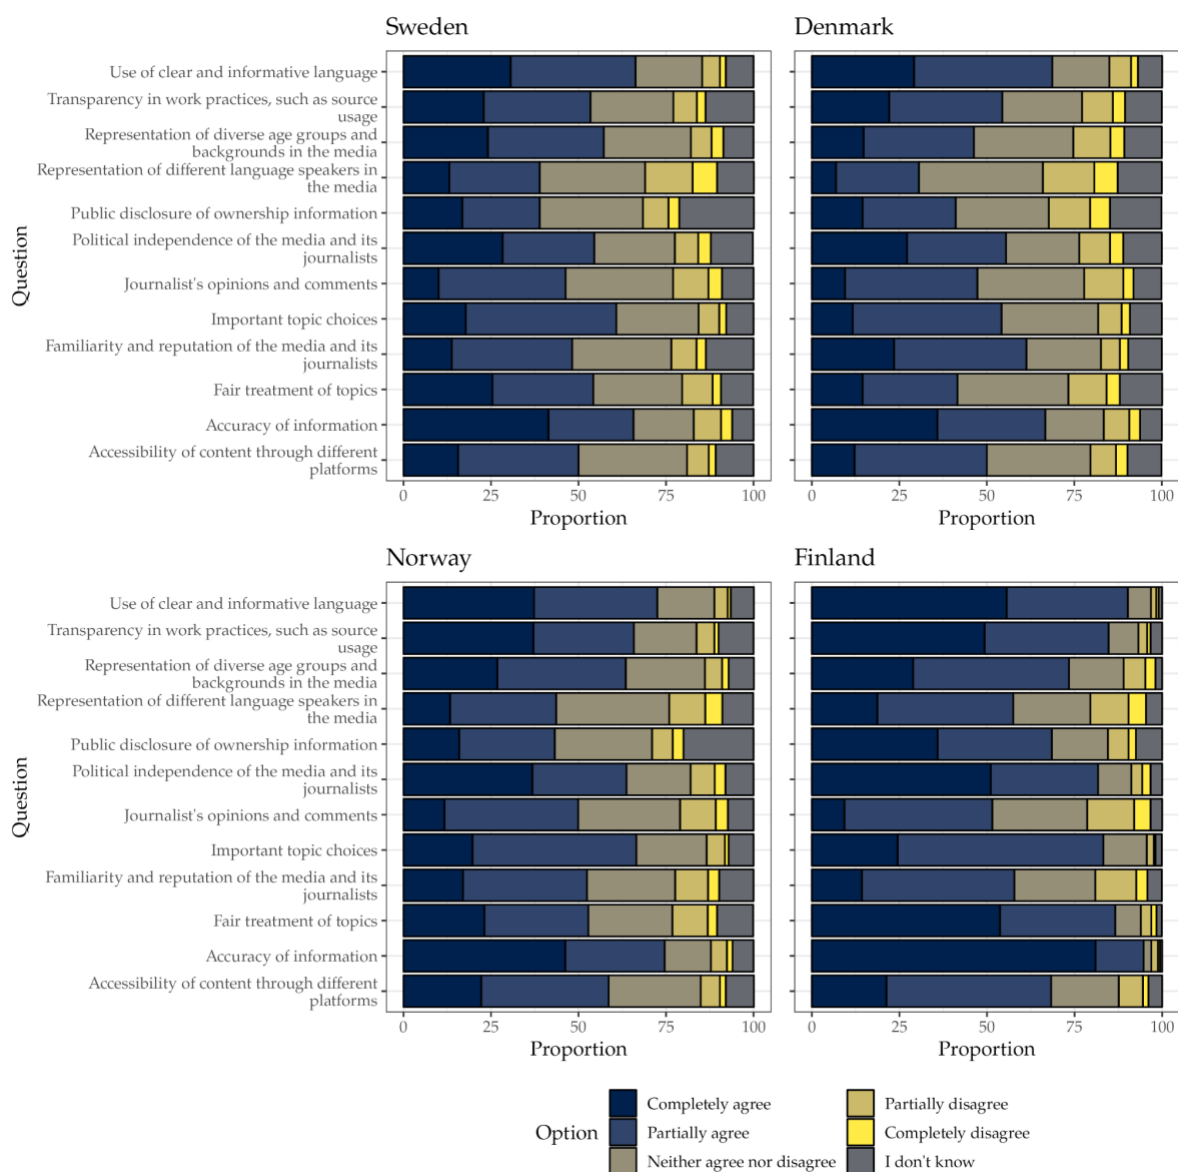 Sweden
Denmark
Question
Use of clear and informative language
Transparency in work practices, such as source
usage
Representation of diverse age groups and
backgrounds in the media
Representation of different language speakers in
the media
Public disclosure of ownership information
Political independence of the media and its
journalists
Journalist's opinions and comments
Important topic choices
Familiarity and reputation of the media and its
journalists
Fair treatment of topics
Accuracy of information
Accessibility of content through different
platforms
0 25 50 75 100
0 25 50 75 100
Proportion
Proportion
Norway
Finland
Question
Use of clear and informative language
Transparency in work practices, such as source
usage
Representation of diverse age groups and
backgrounds in the media
Representation of different language speakers in
the media
Public disclosure of ownership information
Political independence of the media and its
journalists
Journalist's opinions and comments
Important topic choices
Familiarity and reputation of the media and its
journalists
Fair treatment of topics
Accuracy of information
Accessibility of content through different
platforms
0 25 50 75 100
0 25 50 75 100
Proportion
Proportion
Option
Completely agree
Partially agree
Neither agree nor disagree
Partially disagree
Completely disagree
I don't know